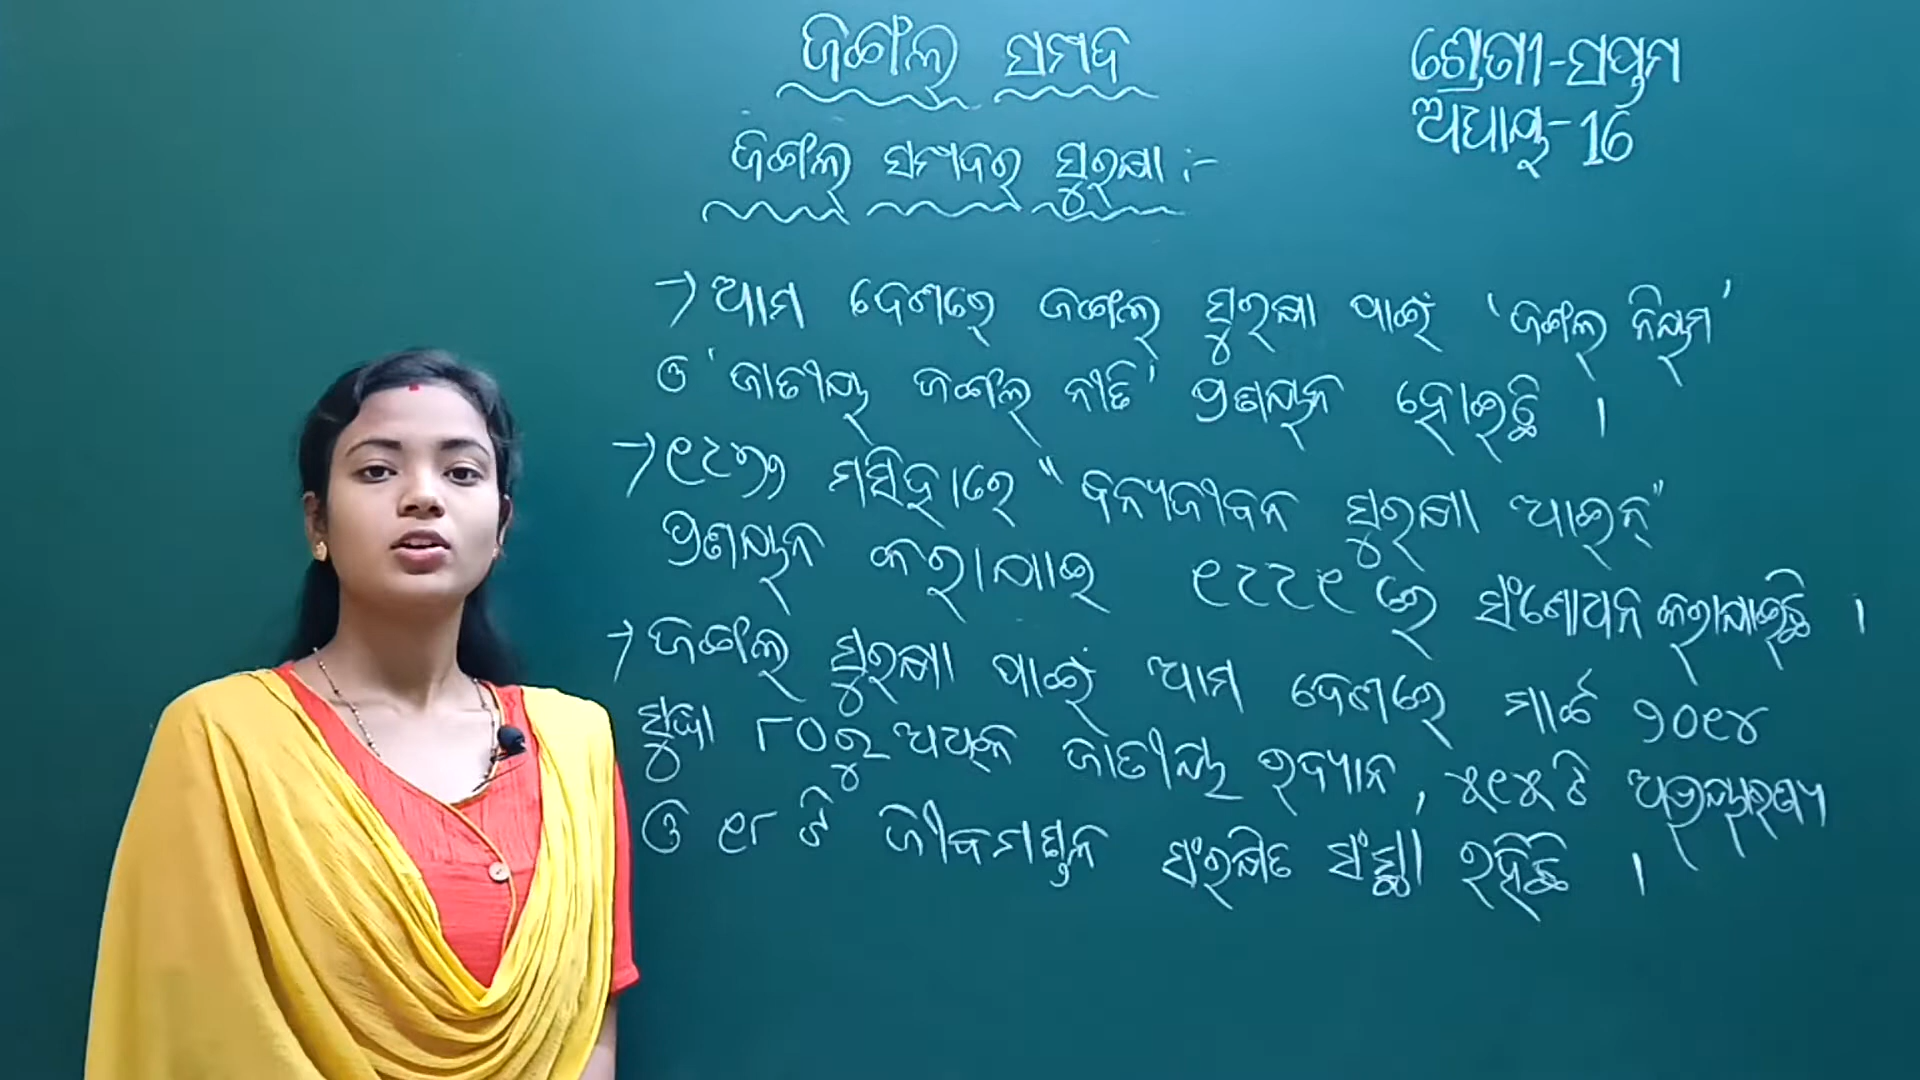 ଜଙ୍ଗଲ ସମ୍ପଦ
ଶ୍ରେଣୀ-ସପ୍ତମ
ଅଧ୍ୟାୟ-16
ଜଙ୍ଗଲ ସମ୍ପଦର ସୁରକ୍ଷା :-
→ ଆମ ଦେଶରେ ଜଙ୍ଗଲ ସୁରକ୍ଷା ପାଇଁ 'ଜଙ୍ଗଲ ନିୟମ'
ଓ 'ଜାତୀୟ ଜଙ୍ଗଲ ନୀତି' ପ୍ରଣୟନ ହୋଇଛି ।
→ ୧୯୭୨ ମସିହାରେ "ବନ୍ୟଜୀବନ ସୁରକ୍ଷା ଆଇନ୍"
ପ୍ରଣୟନ କରାଯାଇ ୧୯୯୧ ରେ ସଂଶୋଧନ କରାଯାଇଛି ।
→ ଜଙ୍ଗଲ ସୁରକ୍ଷା ପାଇଁ ଆମ ଦେଶରେ ମାର୍ଚ୍ଚ ୨୦୧୪
ସୁଦ୍ଧା ୮୦ରୁ ଅଧିକ ଜାତୀୟ ଉଦ୍ୟାନ, ୫୧୫ ଟି ଅଭୟାରଣ୍ୟ
ଓ ୧୮ ଟି ଜୀବମଣ୍ଡଳ ସଂରକ୍ଷିତ ସଂସ୍ଥା ରହିଛି ।